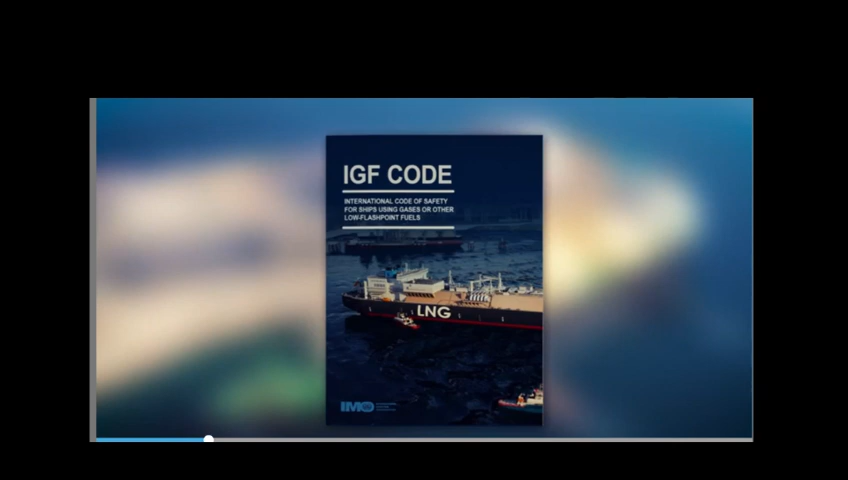 IGF CODE
INTERNATIONAL CODE OF SAFETY
FOR SHIPS USING GASES OR OTHER
LOW-FLASHPOINT FUELS
LNG
IMO